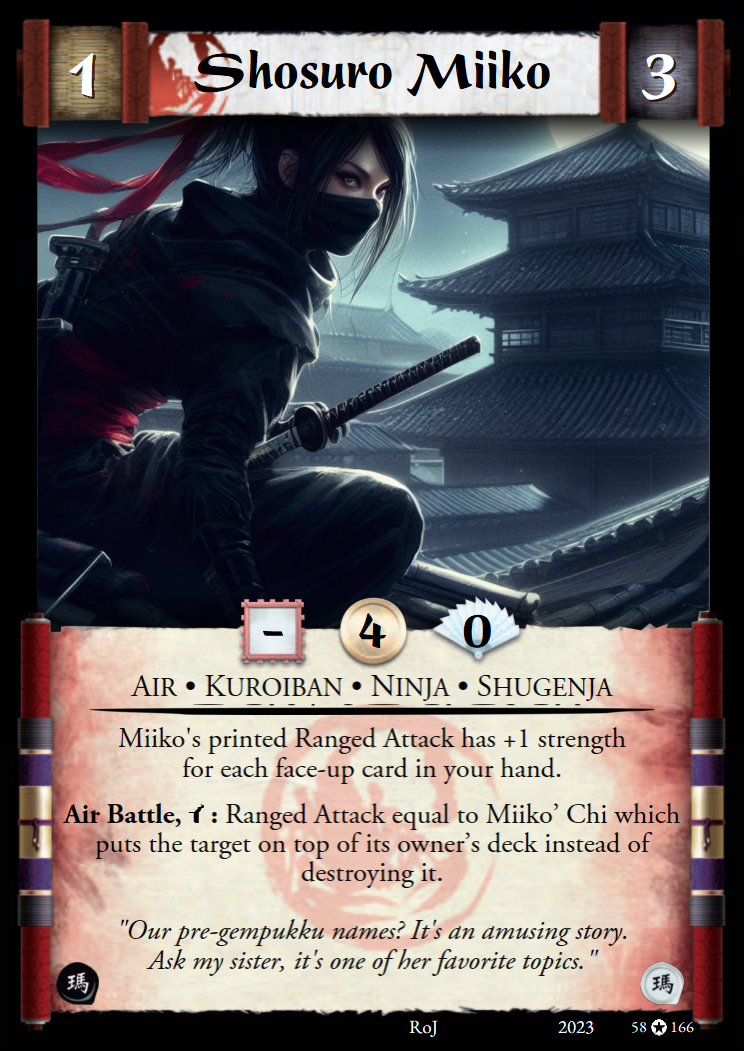 1 Shosuro Miiko 3
- 4 0
AIR • KUROIBAN • NINJA • SHUGENJA
Miiko's printed Ranged Attack has +1 strength
for each face-up card in your hand.
Air Battle, : Ranged Attack equal to Miiko’ Chi which
puts the target on top of its owner’s deck instead of
destroying it.
"Our pre-gempukku names? It's an amusing story.
Ask my sister, it's one of her favorite topics."
瑪 瑪
RoJ 2023 58 166